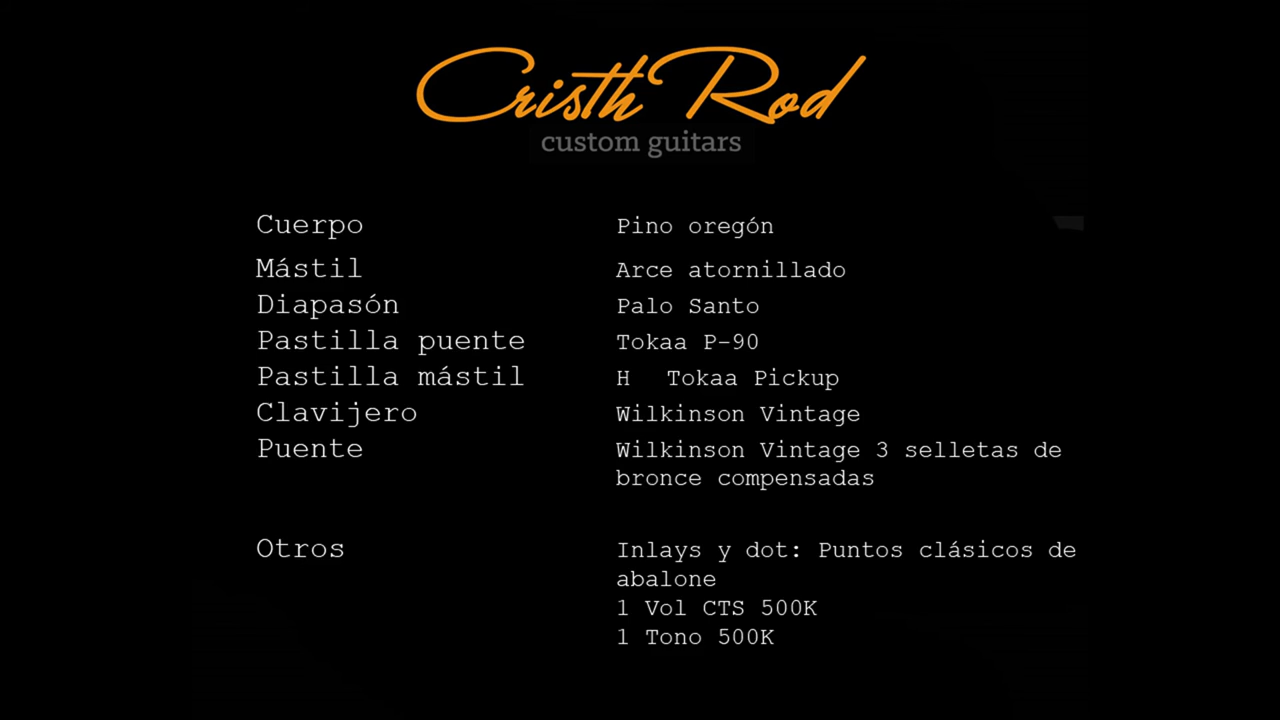 Cristh Rod
custom guitars
Cuerpo Pino oregón
Mástil Arce atornillado
Diapasón Palo Santo
Pastilla puente Tokaa P-90
Pastilla mástil H Tokaa Pickup
Clavijero Wilkinson Vintage
Puente Wilkinson Vintage 3 selletas de
bronce compensadas
Otros Inlays y dot: Puntos clásicos de
abalone
1 Vol CTS 500K
1 Tono 500K